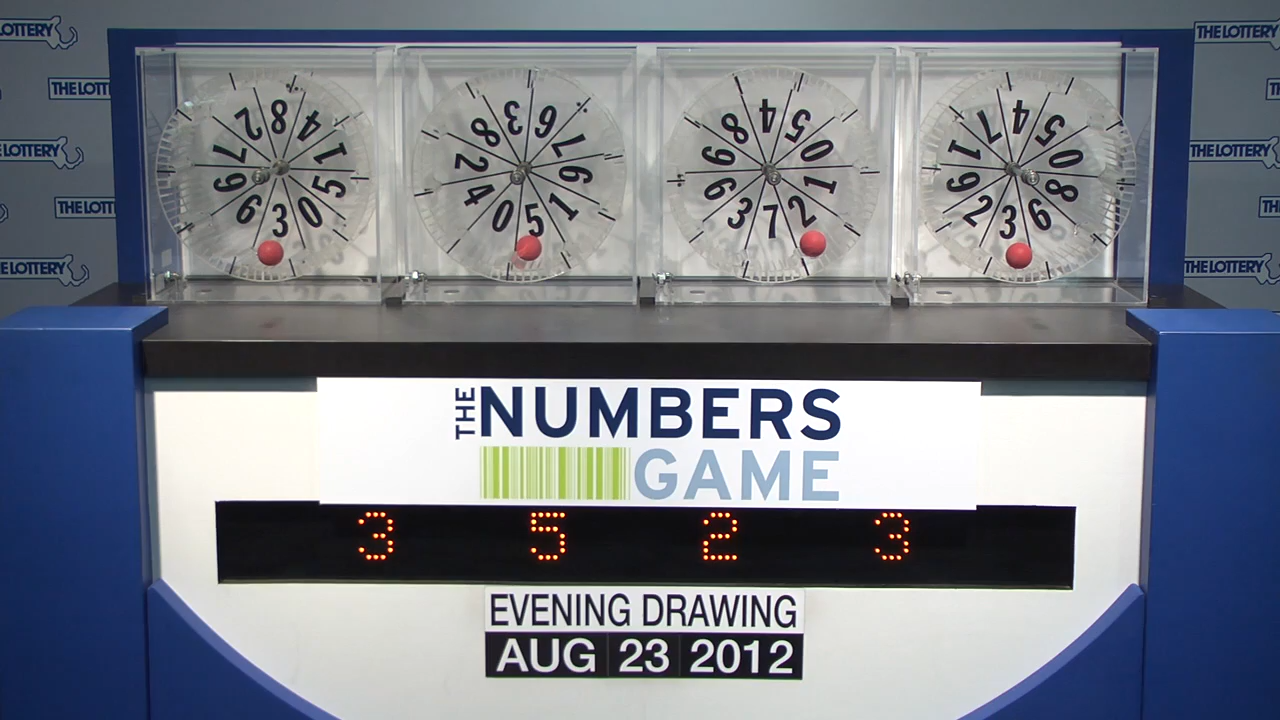 THE LOTTERY
THE LOTTERY
THE LOTTERY
THE LOTTERY
THE NUMBERS
GAME
3 5 2 3
EVENING DRAWING
AUG 23 2012